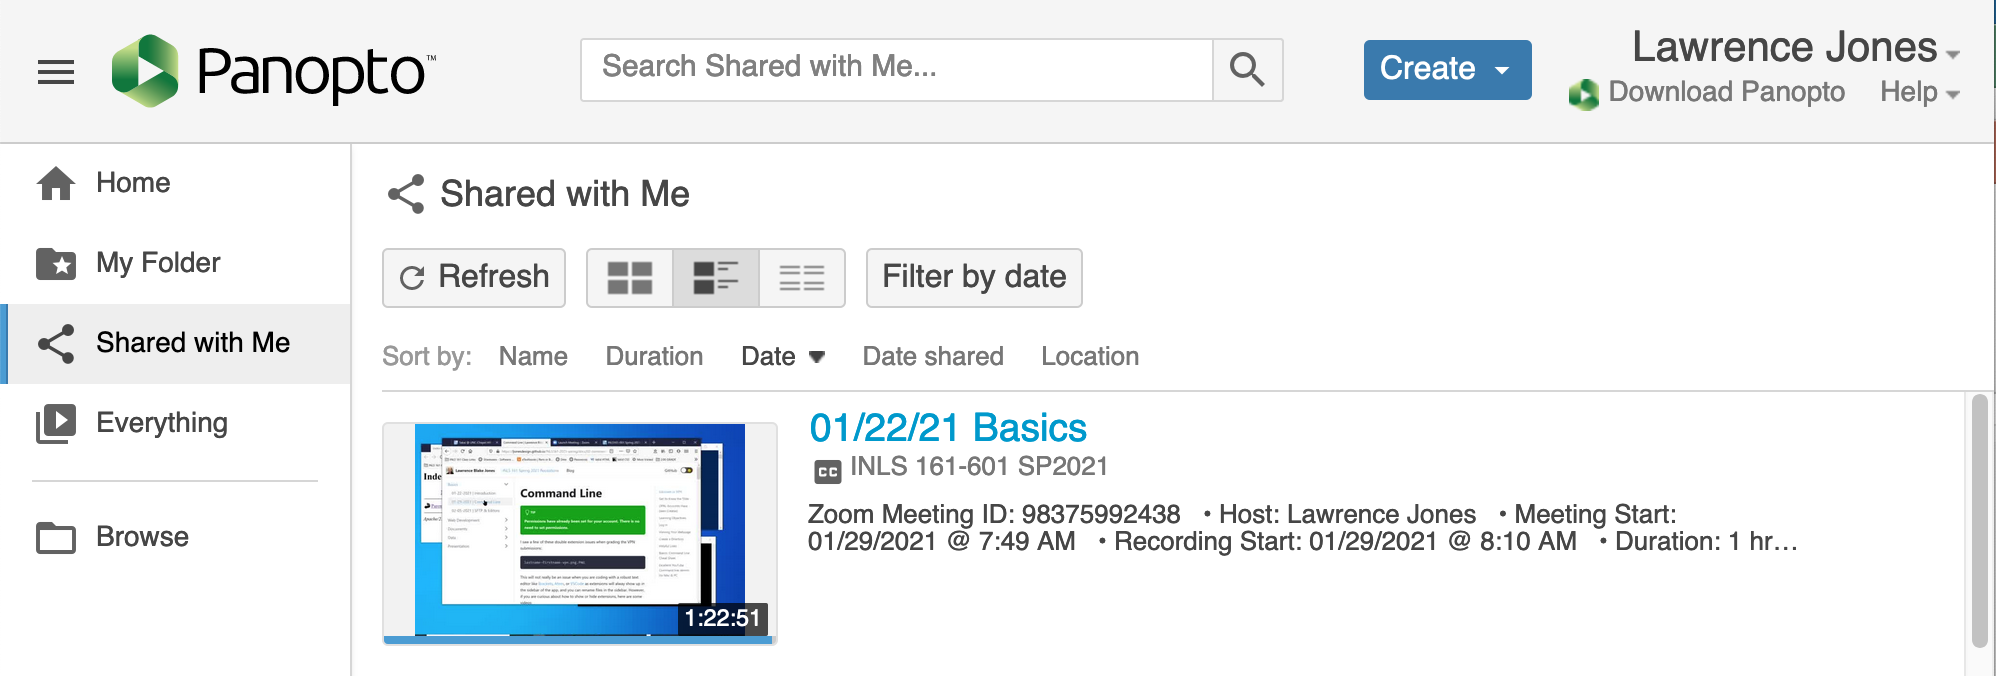 Panopto™
Search Shared with Me...
Create
Lawrence Jones
Download Panopto
Help
Home
My Folder
Shared with Me
Everything
Browse
Shared with Me
Refresh
Filter by date
Sort by: Name Duration Date Date shared Location
Command Line
1:22:51
01/22/21 Basics
CC INLS 161-601 SP2021
Zoom Meeting ID: 98375992438 • Host: Lawrence Jones • Meeting Start:
01/29/2021 @ 7:49 AM • Recording Start: 01/29/2021 @ 8:10 AM • Duration: 1 hr…